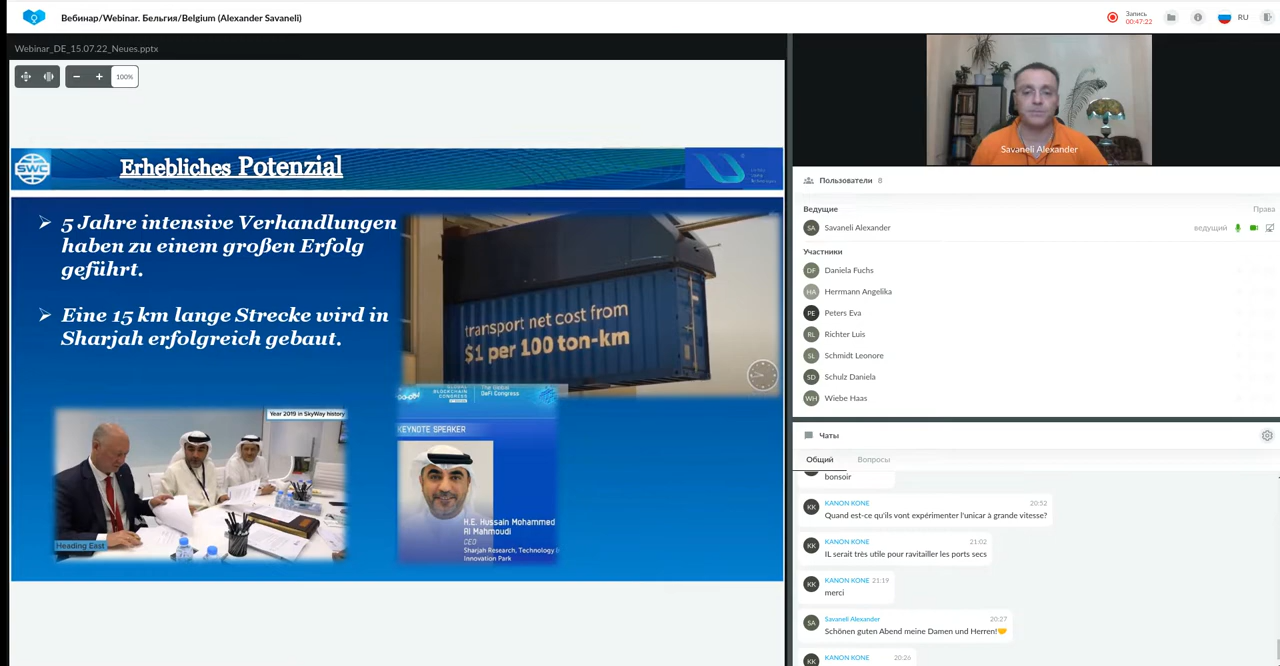 Вебинар/Webinar. Бельгия/Belgium (Alexander Savaneli)
Запись
00:47:22
RU
Webinar_DE_15.07.22_Neues.pptx
100%
SWC
Erhebliches Potenzial
5 Jahre intensive Verhandlungen
haben zu einem großen Erfolg
geführt.
Eine 15 km lange Strecke wird in
Sharjah erfolgreich gebaut.
transport net cost from
$1 per 100 ton-km
Year 2019 in SkyWay history
Heading East
GLOBAL
BLOCKCHAIN
CONGRESS
The Global
DeFi Congress
KEYNOTE SPEAKER
H.E. Hussain Mohammed
Al Mahmoudi
CEO
Sharjah Research, Technology &
Innovation Park
Savaneli Alexander
Пользователи 8
Ведущие
Права
SA Savaneli Alexander
ведущий
Участники
DF Daniela Fuchs
HA Herrmann Angelika
PE Peters Eva
RL Richter Luis
SL Schmidt Leonore
SD Schulz Daniela
WH Wiebe Haas
Чаты
Общий
Вопросы
bonsoir
KK KANON KONE 20:52
Quand est-ce qu'ils vont expérimenter l'unicar à grande vitesse?
KK KANON KONE 21:02
IL serait très utile pour ravitailler les ports secs
KK KANON KONE 21:19
merci
SA Savaneli Alexander 20:27
Schönen guten Abend meine Damen und Herren!🤝
KK KANON KONE 20:26